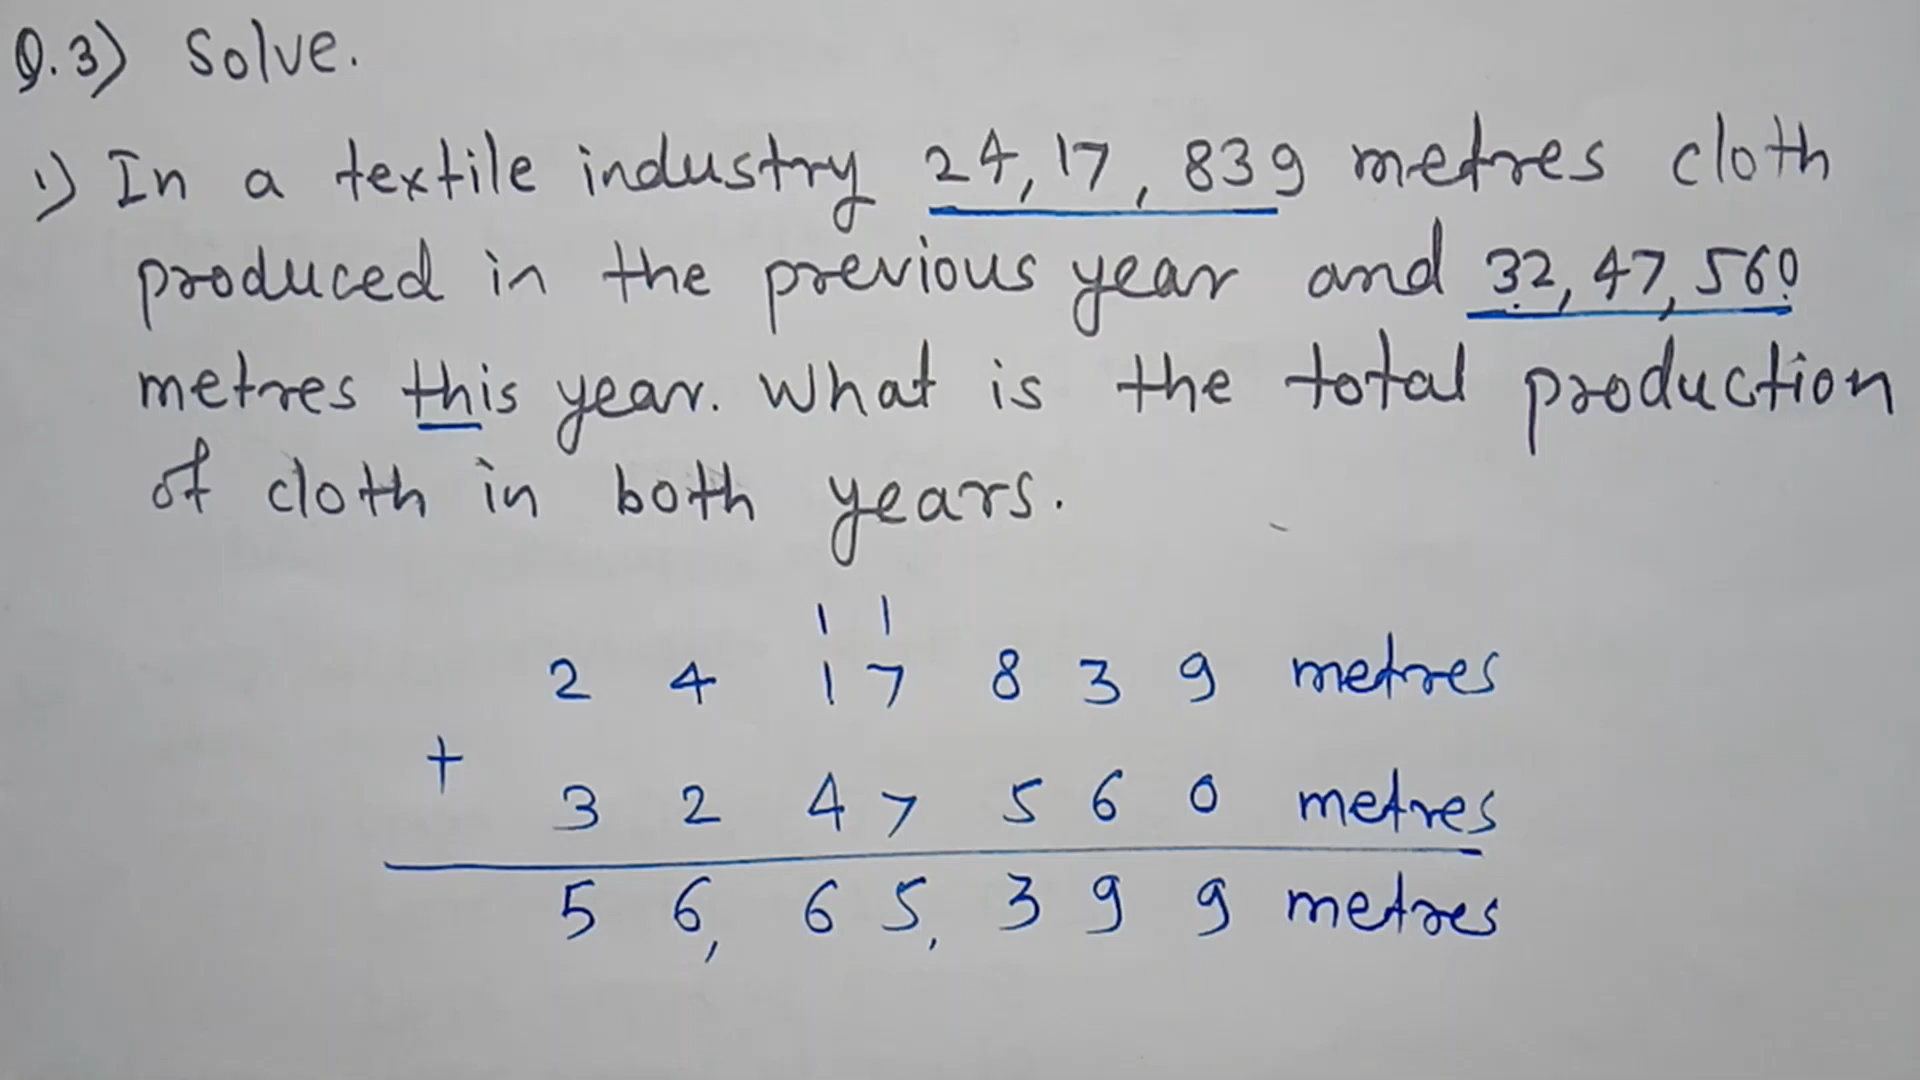 Q.3) Solve.
1) In a textile industry 24,17,839 metres cloth
produced in the previous year and 32,47,560
metres this year. What is the total production
of cloth in both years.
1 1
2 4 1 7 8 3 9 metres
+
3 2 4 7 5 6 0 metres
5 6, 6 5, 3 9 9 metres